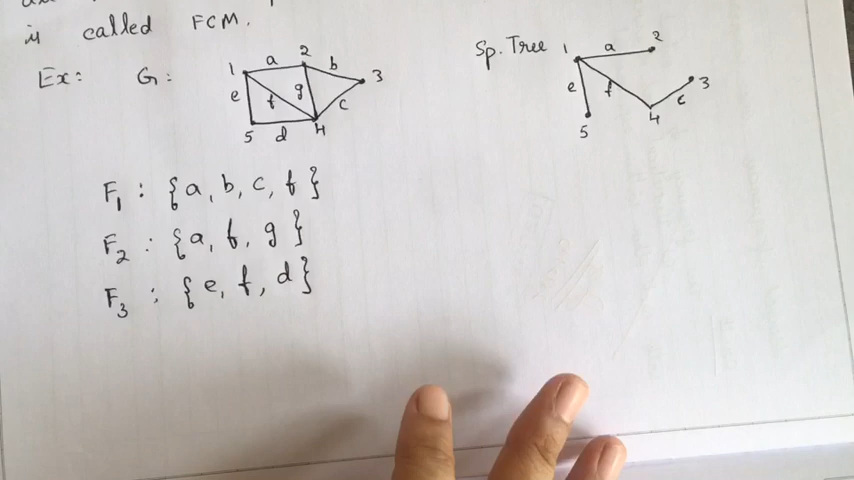 is called FCM.
Ex: G:
1 a 2 b 3
e f g c
5 d 4
Sp. Tree 1 a 2
e f c 3
5 4
F1 : {a, b, c, f}
F2 : {a, f, g}
F3 : {e, f, d}